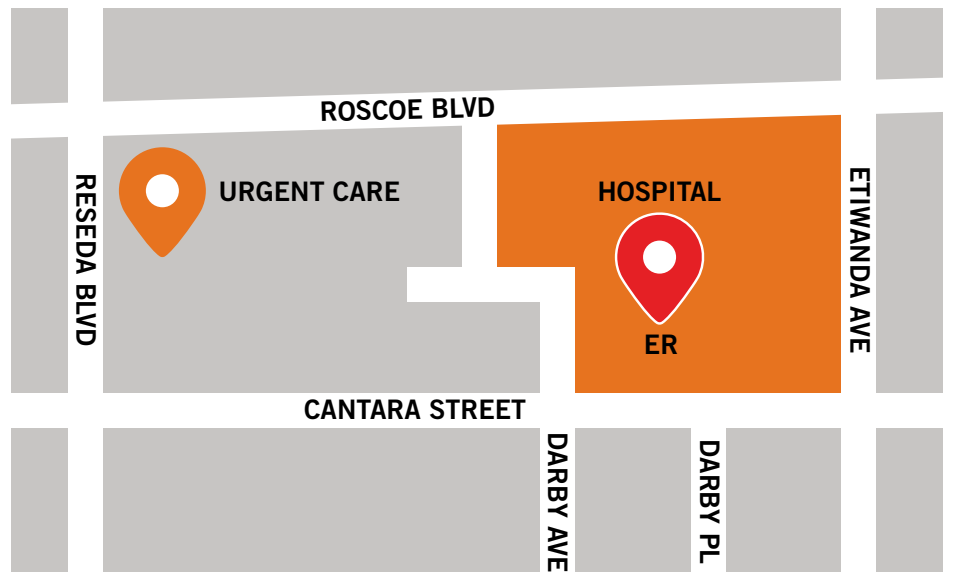 ROSCOE BLVD
RESEDA BLVD
URGENT CARE
HOSPITAL
ER
ETIWANDA AVE
CANTARA STREET
DARBY AVE
DARBY PL